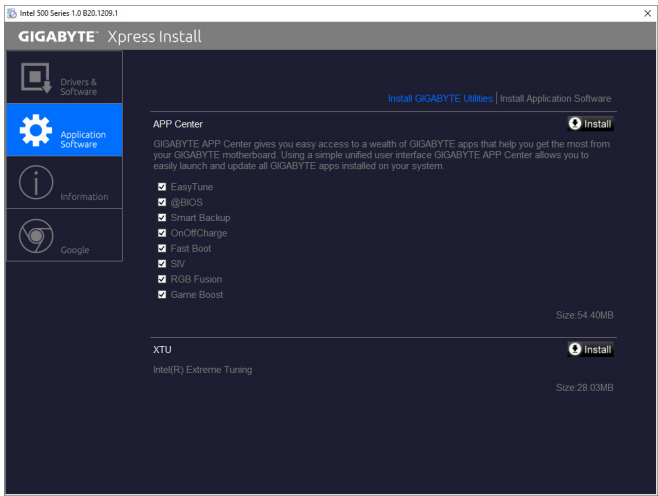 Intel 500 Series 1.0 B20.1209.1
GIGABYTE™ Xpress Install
Drivers &
Software
Application
Software
Information
Google
Install GIGABYTE Utilities | Install Application Software
APP Center
Install
GIGABYTE APP Center gives you easy access to a wealth of GIGABYTE apps that help you get the most from
your GIGABYTE motherboard. Using a simple unified user interface GIGABYTE APP Center allows you to
easily launch and update all GIGABYTE apps installed on your system.
EasyTune
@BIOS
Smart Backup
OnOffCharge
Fast Boot
SIV
RGB Fusion
Game Boost
Size:54.40MB
XTU
Install
Intel(R) Extreme Tuning
Size:28.03MB